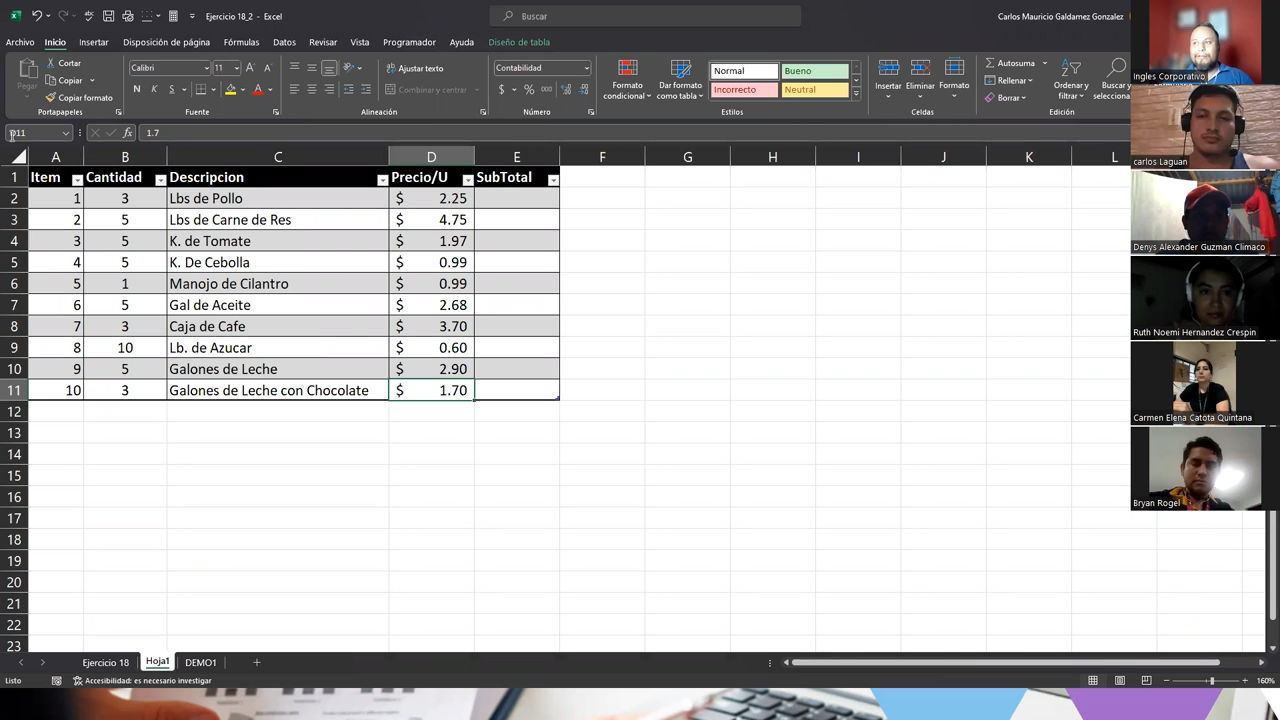 Ejercicio 18_2 - Excel
Buscar
Carlos Mauricio Galdamez Gonzalez
Archivo Inicio Insertar Disposición de página Fórmulas Datos Revisar Vista Programador Ayuda Diseño de tabla
Pegar
Cortar
Copiar
Copiar formato
Portapapeles
Calibri 11
N K S
Fuente
Ajustar texto
Combinar y centrar
Alineación
Contabilidad
$ % 000
Número
Formato condicional
Dar formato como tabla
Normal Bueno
Incorrecto Neutral
Estilos
Insertar Eliminar Formato
Celdas
Autosuma
Rellenar
Borrar
Ordenar y filtrar
Buscar y
selecciona
Edición
D11 1.7
A B C D E F G H I J K L
1 Item Cantidad Descripcion Precio/U SubTotal
2 1 3 Lbs de Pollo $ 2.25
3 2 5 Lbs de Carne de Res $ 4.75
4 3 5 K. de Tomate $ 1.97
5 4 5 K. De Cebolla $ 0.99
6 5 1 Manojo de Cilantro $ 0.99
7 6 5 Gal de Aceite $ 2.68
8 7 3 Caja de Cafe $ 3.70
9 8 10 Lb. de Azucar $ 0.60
10 9 5 Galones de Leche $ 2.90
11 10 3 Galones de Leche con Chocolate $ 1.70
12
13
14
15
16
17
18
19
20
21
22
23
Ejercicio 18 Hoja1 DEMO1
Listo Accesibilidad: es necesario investigar 160%
Ingles Corporativo
carlos Laguan
Denys Alexander Guzman Climaco
Ruth Noemi Hernandez Crespin
Carmen Elena Catota Quintana
Bryan Rogel